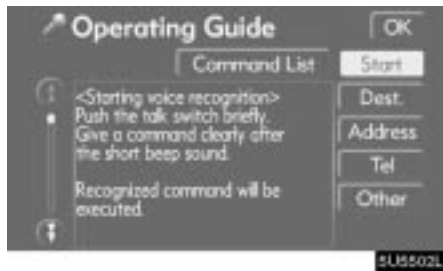 Operating Guide
OK
Command List
Start
<Starting voice recognition>
Push the talk switch briefly.
Give a command clearly after
the short beep sound.
Recognized command will be
executed.
Dest.
Address
Tel
Other
5U5502L